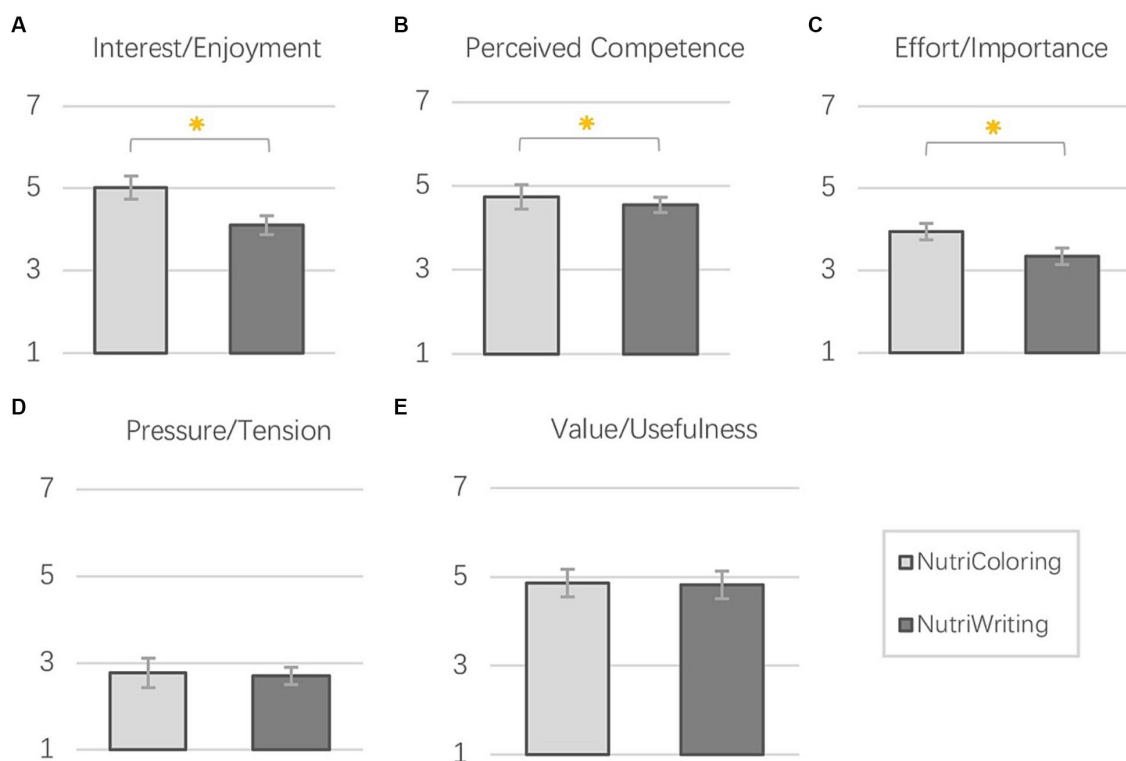 A
Interest/Enjoyment
7
*
5
3
1
B
Perceived Competence
7
*
5
3
1
C
Effort/Importance
7
*
5
3
1
D
Pressure/Tension
7
5
3
1
E
Value/Usefulness
7
5
3
1
NutriColoring
NutriWriting